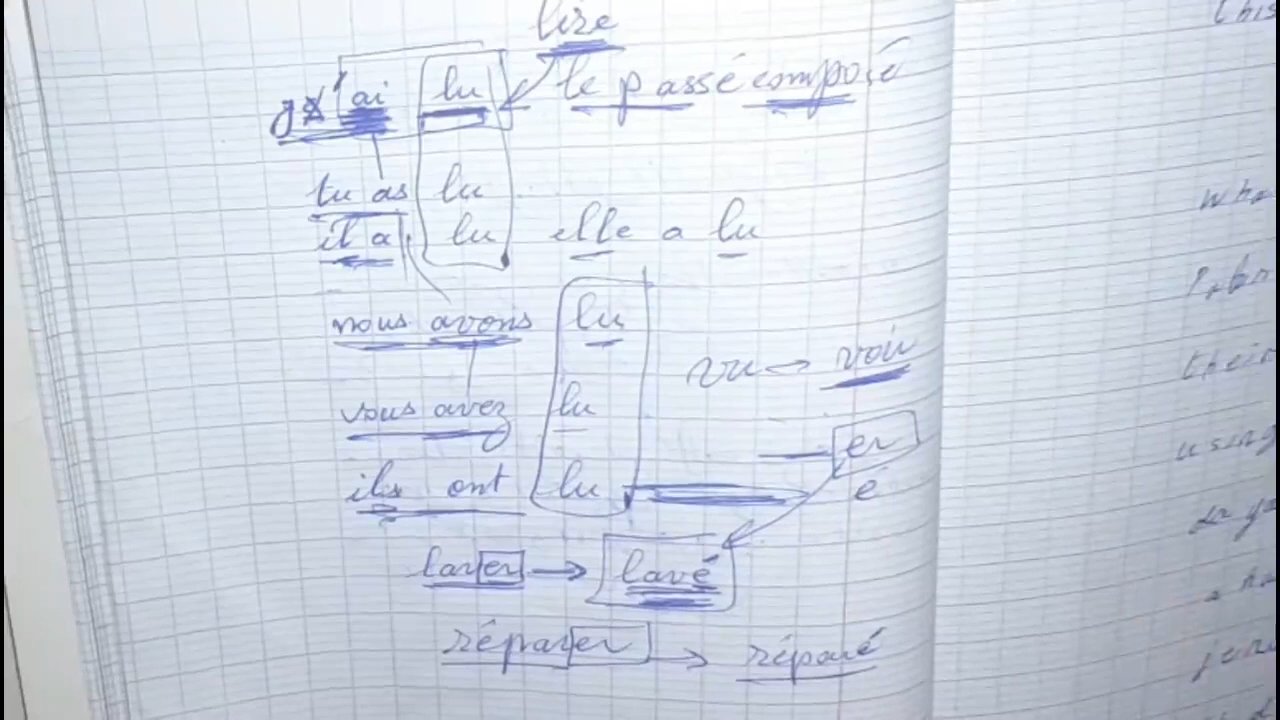 lire
j'ai lu le passé composé
tu as lu
il a lu elle a lu
nous avons lu
vu → voir
vous avez lu
er
ils ont lu é
laver → lavé
réparer → réparé
using